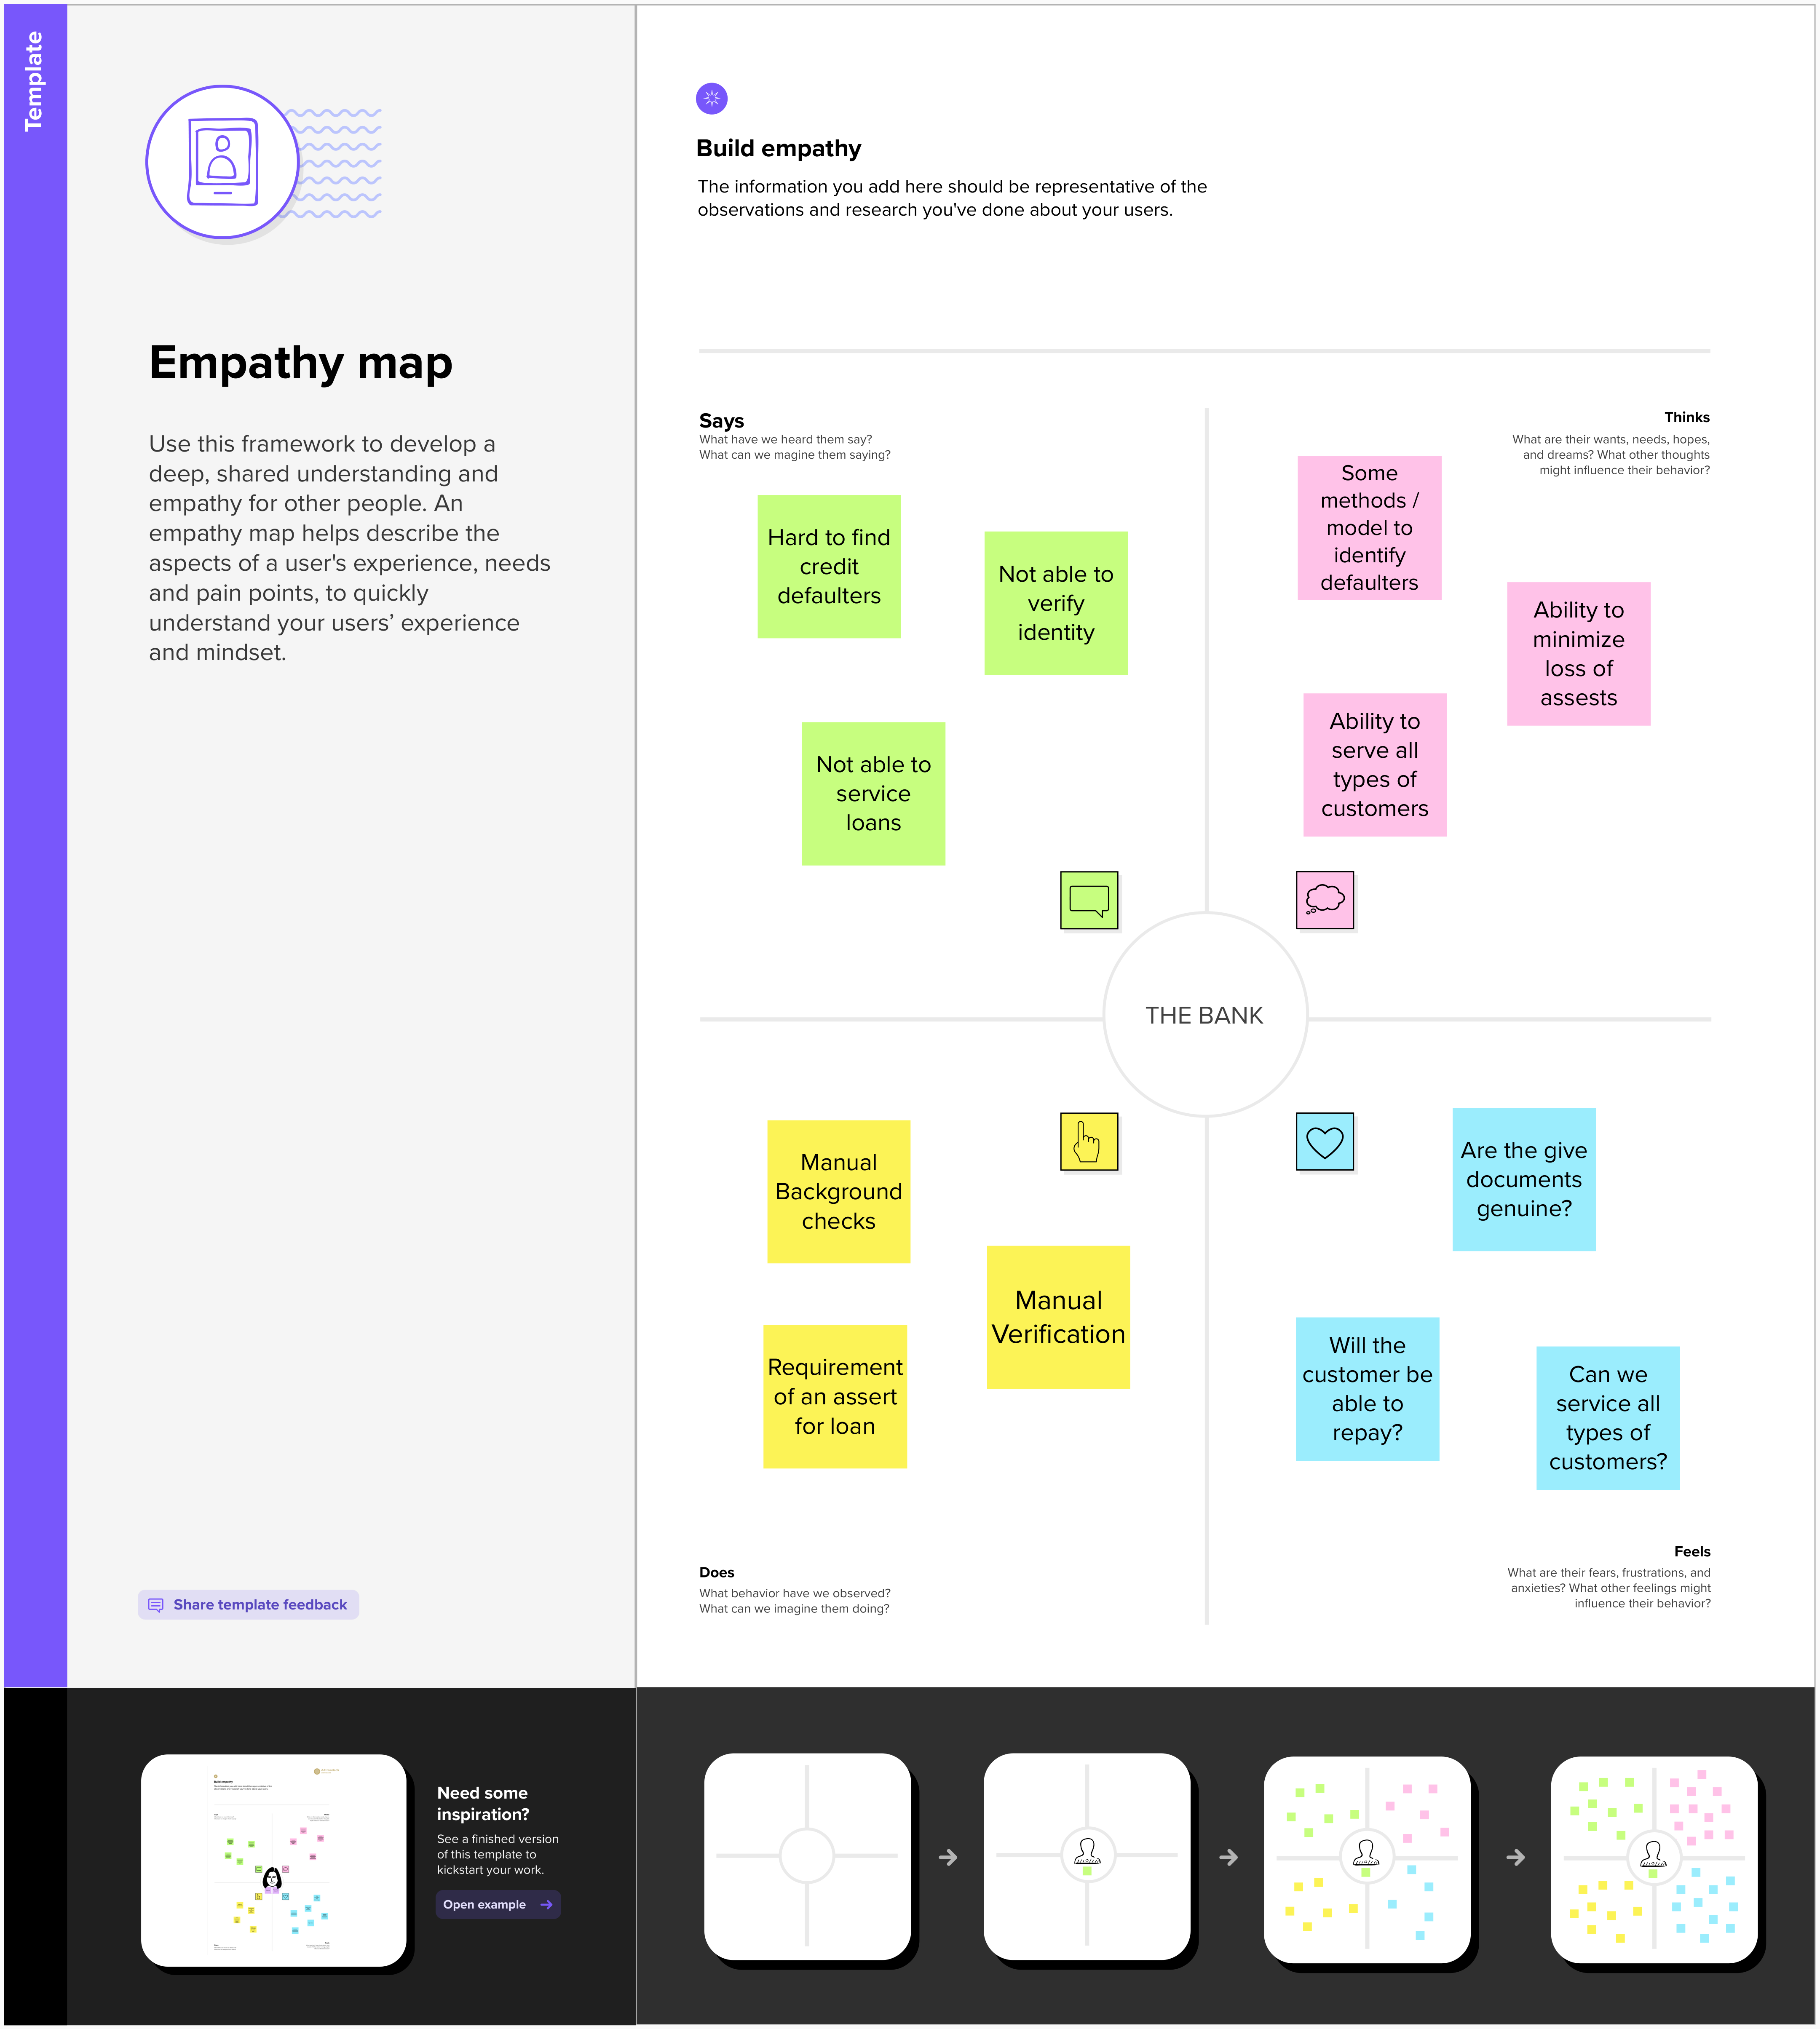 Template
Empathy map
Use this framework to develop a
deep, shared understanding and
empathy for other people. An
empathy map helps describe the
aspects of a user's experience, needs
and pain points, to quickly
understand your users’ experience
and mindset.
Share template feedback
Build empathy
The information you add here should be representative of the
observations and research you've done about your users.
Says
What have we heard them say?
What can we magine them saying?
Hard to find
credit
defaulters
Not able to
verify
identity
Not able to
service
loans
Thinks
What are their wants, needs, hopes,
and dreams? What other thoughts
might influence their behavior?
Some
methods /
model to
identify
defaulters
Ability to
minimize
loss of
assests
Ability to
serve all
types of
customers
THE BANK
Manual
Background
checks
Manual
Verification
Requirement
of an assert
for loan
Does
What behavior have we observed?
What can we imagine them doing?
Are the give
documents
genuine?
Will the
customer be
able to
repay?
Can we
service all
types of
customers?
Feels
What are their fears, frustrations, and
anxieties? What other feelings might
influence their behavior?
Build empathy
Need some
inspiration?
See a finished version
of this template to
kickstart your work.
Open example